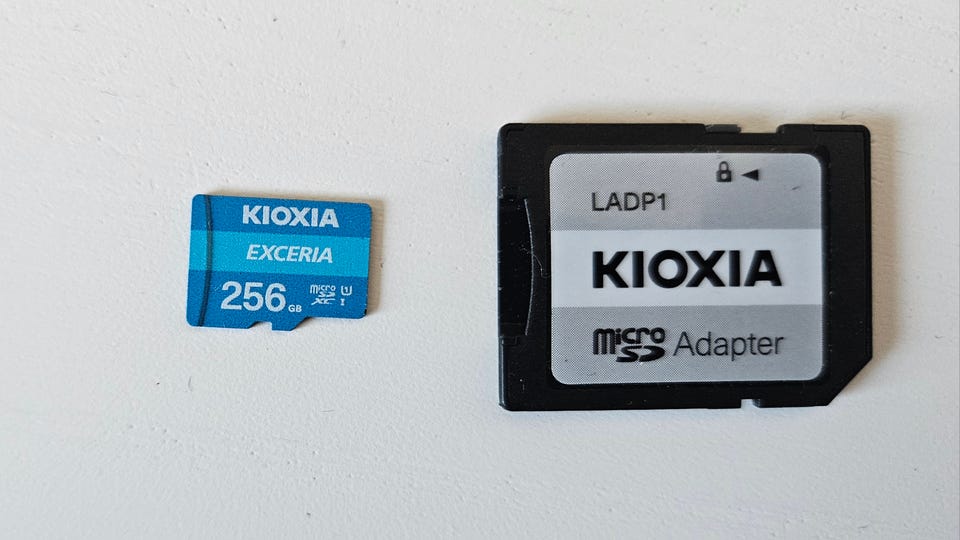 KIOXIA
EXCERIA
256 GB micro SD XC U1 I
LADP1
KIOXIA
micro SD Adapter